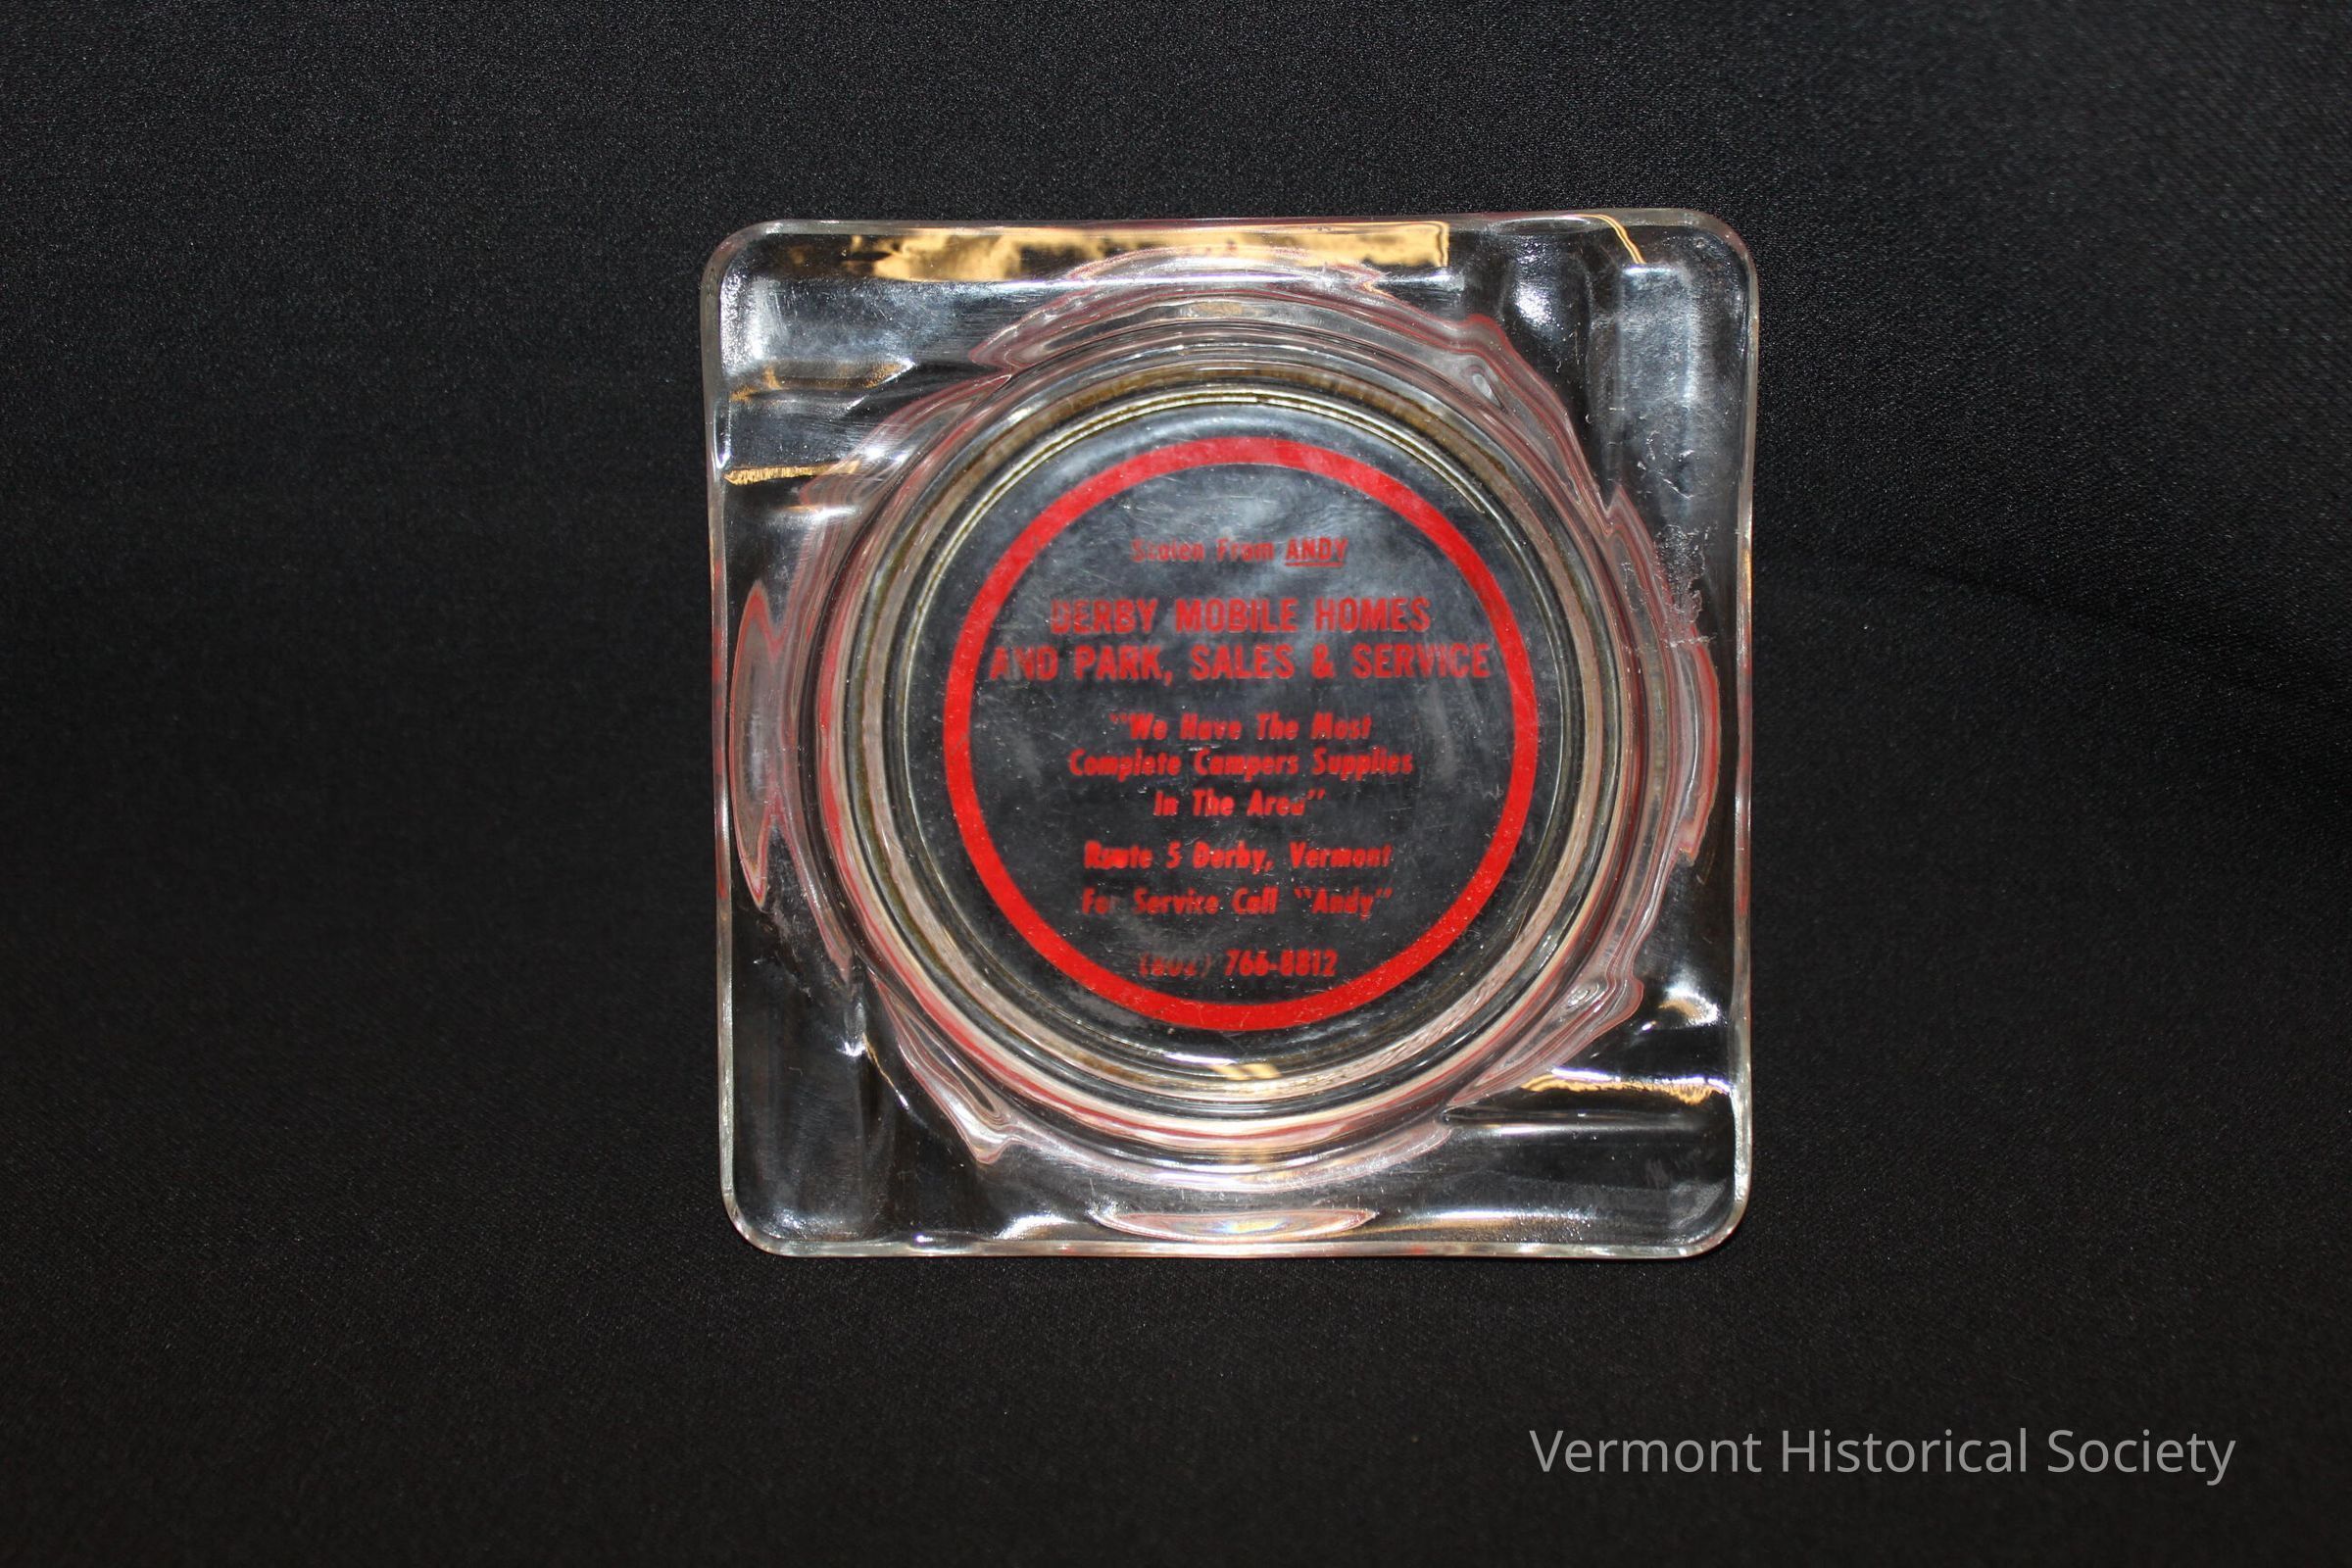 Stolen From ANDY
DERBY MOBILE HOMES
AND PARK, SALES & SERVICE
"We Have The Most
Complete Campers Supplies
In The Area"
Route 5 Derby, Vermont
For Service Call "Andy"
(802) 766-8812
Vermont Historical Society